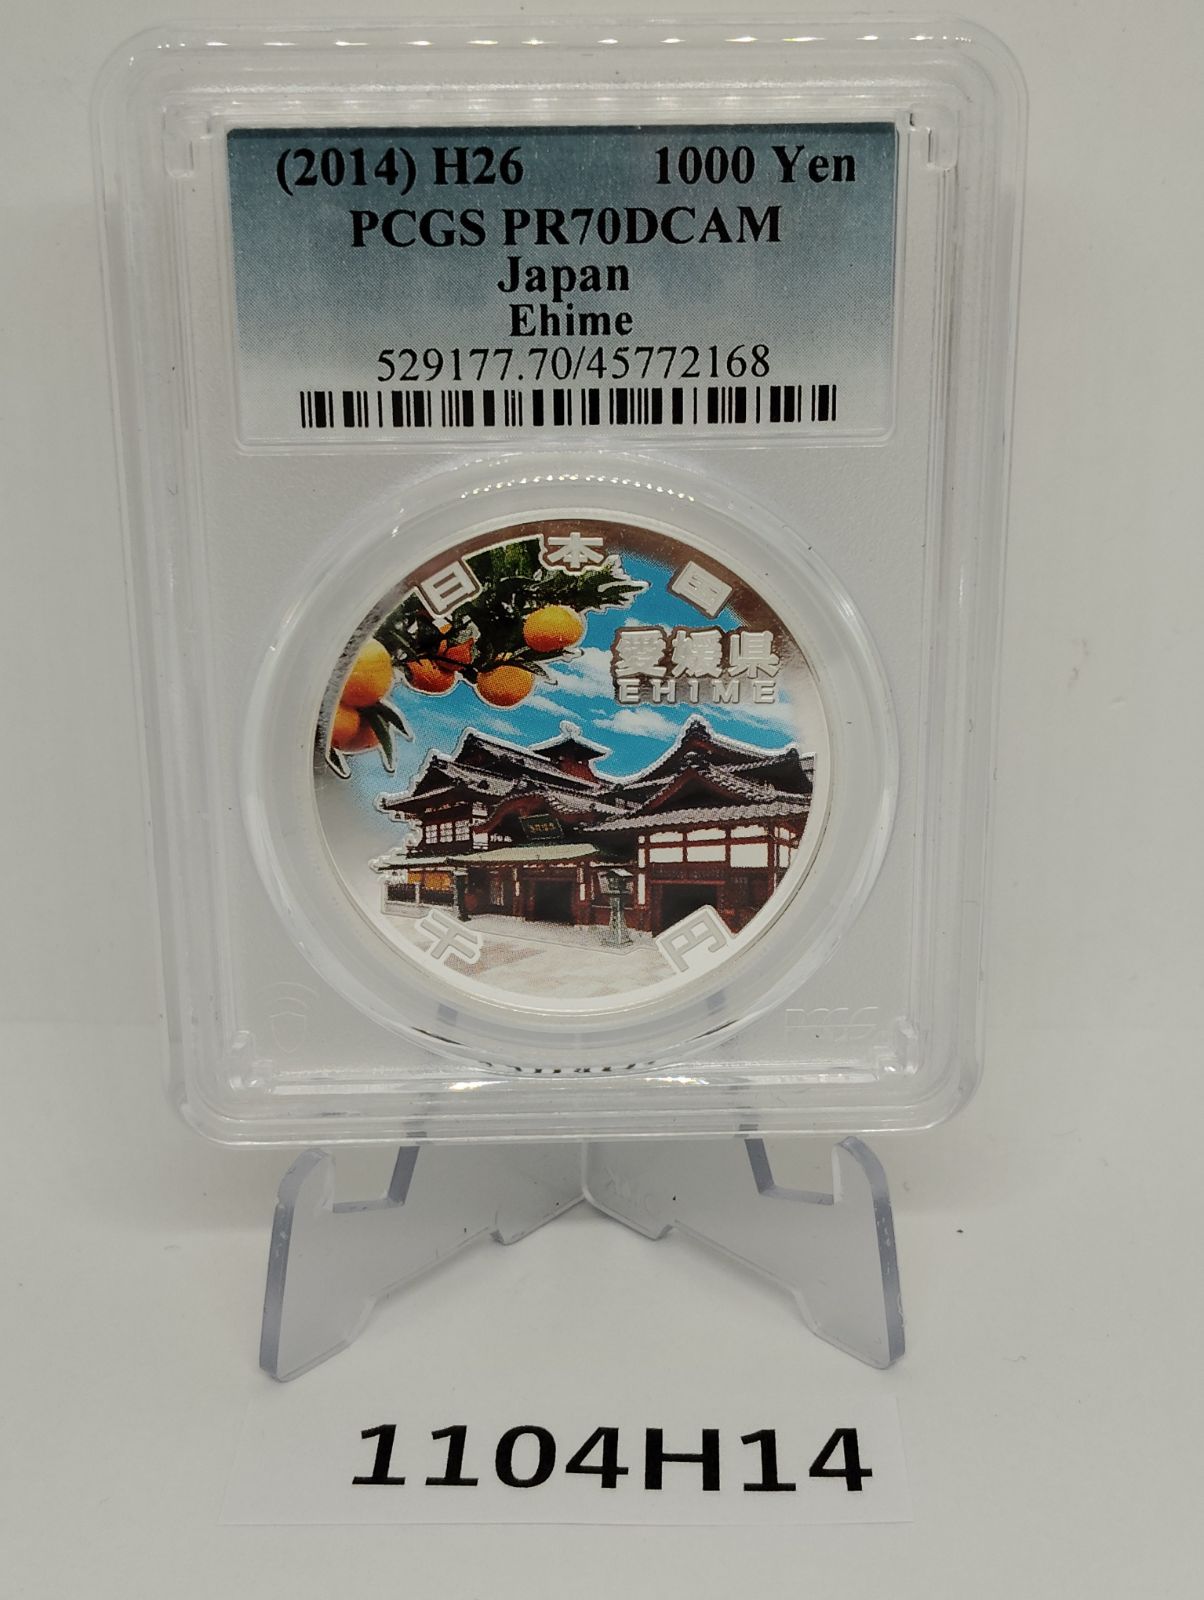 (2014) H26 1000 Yen
PCGS PR70DCAM
Japan
Ehime
529177.70/45772168
日本国
愛媛県
EHIME
千円
PCGS
1104H14